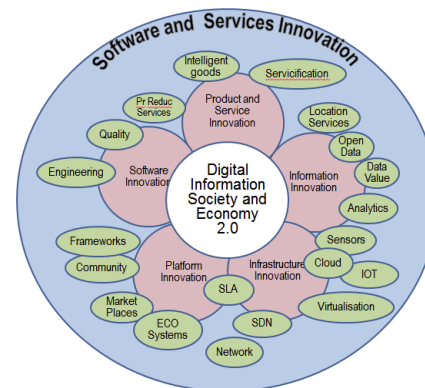 Software and Services Innovation
Intelligent
goods
Servicification
Pr Reduc
Services
Product and
Service
Innovation
Location
Services
Quality
Open
Data
Engineering
Software
Innovation
Digital
Information
Society and
Economy
2.0
Information
Innovation
Data
Value
Analytics
Frameworks
Sensors
Community
Platform
Innovation
Infrastructure
Innovation
Cloud
IOT
SLA
Market
Places
Virtualisation
ECO
Systems
SDN
Network